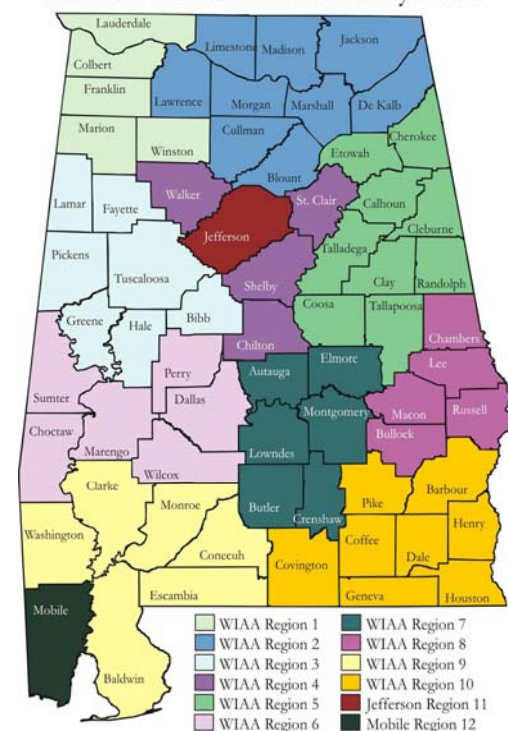 Lauderdale
Limestone
Madison
Jackson
Colbert
Franklin
Lawrence
Morgan
Marshall
De Kalb
Marion
Winston
Cullman
Blount
Etowah
Cherokee
Walker
St. Clair
Calhoun
Lamar
Fayette
Jefferson
Cleburne
Pickens
Talladega
Tuscaloosa
Shelby
Clay
Randolph
Greene
Hale
Bibb
Coosa
Tallapoosa
Chilton
Chambers
Sumter
Perry
Autauga
Elmore
Lee
Dallas
Choctaw
Marengo
Montgomery
Macon
Russell
Lowndes
Bullock
Wilcox
Clarke
Monroe
Butler
Crenshaw
Pike
Barbour
Washington
Conecuh
Coffee
Dale
Henry
Covington
Mobile
Escambia
Geneva
Houston
Baldwin
WIAA Region 1
WIAA Region 2
WIAA Region 3
WIAA Region 4
WIAA Region 5
WIAA Region 6
WIAA Region 7
WIAA Region 8
WIAA Region 9
WIAA Region 10
Jefferson Region 11
Mobile Region 12